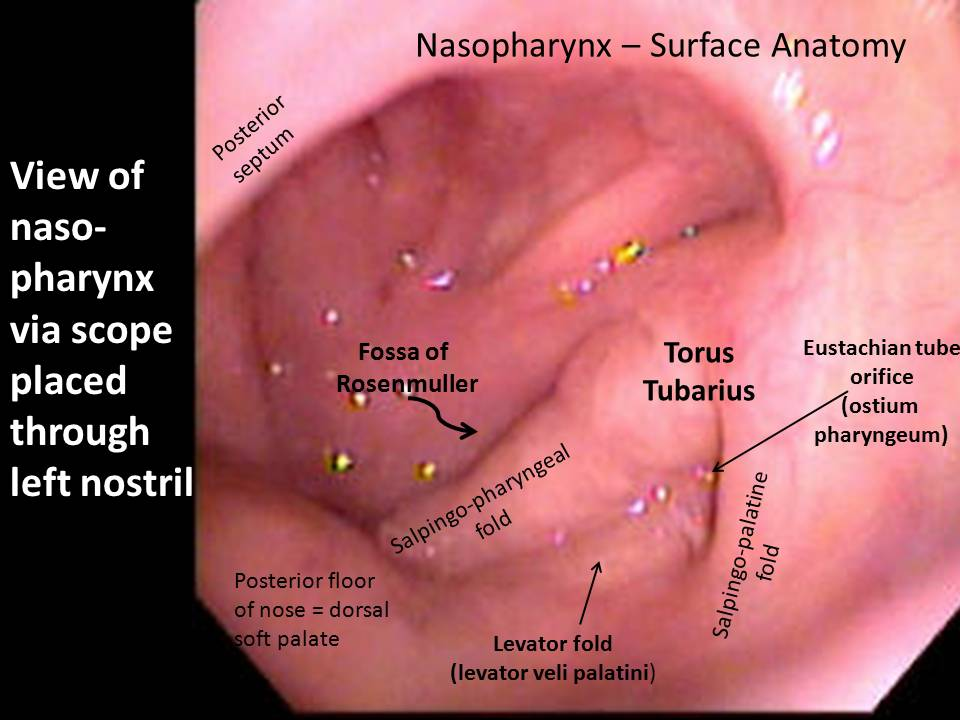 Nasopharynx – Surface Anatomy
Posterior
septum
View of
naso-
pharynx
via scope
placed
through
left nostril
Fossa of
Rosenmuller
Torus
Tubarius
Eustachian tube
orifice
(ostium
pharyngeum)
Salpingo-pharyngeal
fold
Salpingo-palatine
fold
Posterior floor
of nose = dorsal
soft palate
Levator fold
(levator veli palatini)